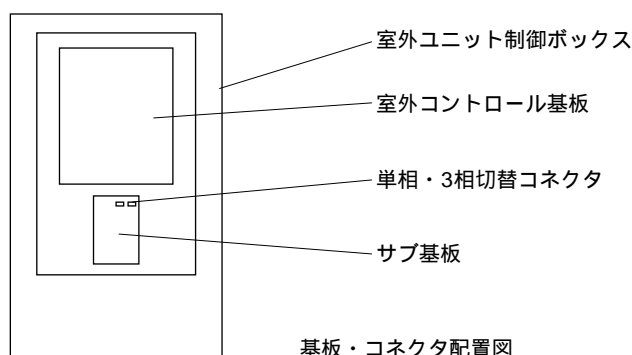 室外ユニット制御ボックス
室外コントロール基板
単相・3相切替コネクタ
サブ基板
基板・コネクタ配置図